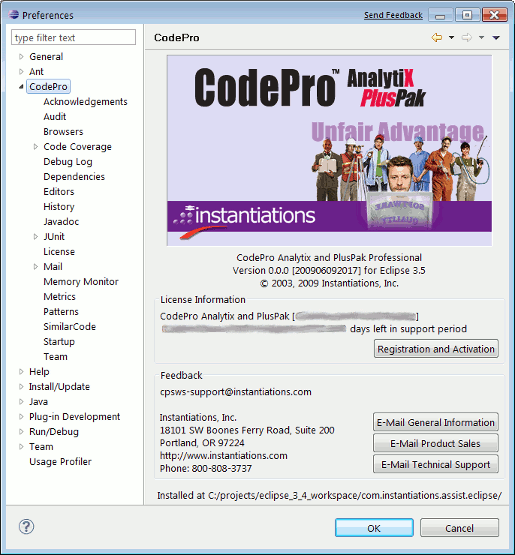 Preferences
Send Feedback
type filter text
General
Ant
CodePro
Acknowledgements
Audit
Browsers
Code Coverage
Debug Log
Dependencies
Editors
History
Javadoc
JUnit
License
Mail
Memory Monitor
Metrics
Patterns
SimilarCode
Startup
Team
Help
Install/Update
Java
Plug-in Development
Run/Debug
Team
Usage Profiler
CodePro
CodePro™ AnalytiX
PlusPak
Unfair Advantage
instantiations
CodePro Analytix and PlusPak Professional
Version 0.0.0 [200906092017] for Eclipse 3.5
© 2003, 2009 Instantiations, Inc.
License Information
CodePro Analytix and PlusPak [
days left in support period
Registration and Activation
Feedback
cpsws-support@instantiations.com
Instantiations, Inc.
18101 SW Boones Ferry Road, Suite 200
Portland, OR 97224
http://www.instantiations.com
Phone: 800-808-3737
E-Mail General Information
E-Mail Product Sales
E-Mail Technical Support
Installed at C:/projects/eclipse_3_4_workspace/com.instantiations.assist.eclipse/
OK
Cancel